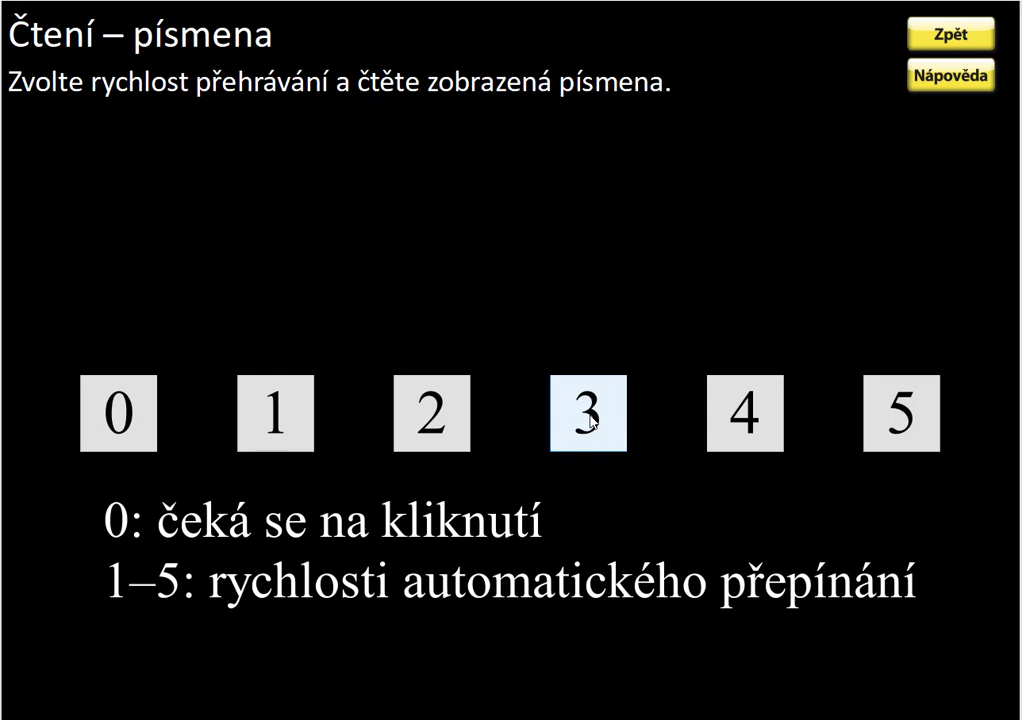 Čtení – písmena
Zpět
Zvolte rychlost přehrávání a čtěte zobrazená písmena.
Nápověda
0 1 2 3 4 5
0: čeká se na kliknutí
1–5: rychlosti automatického přepínání